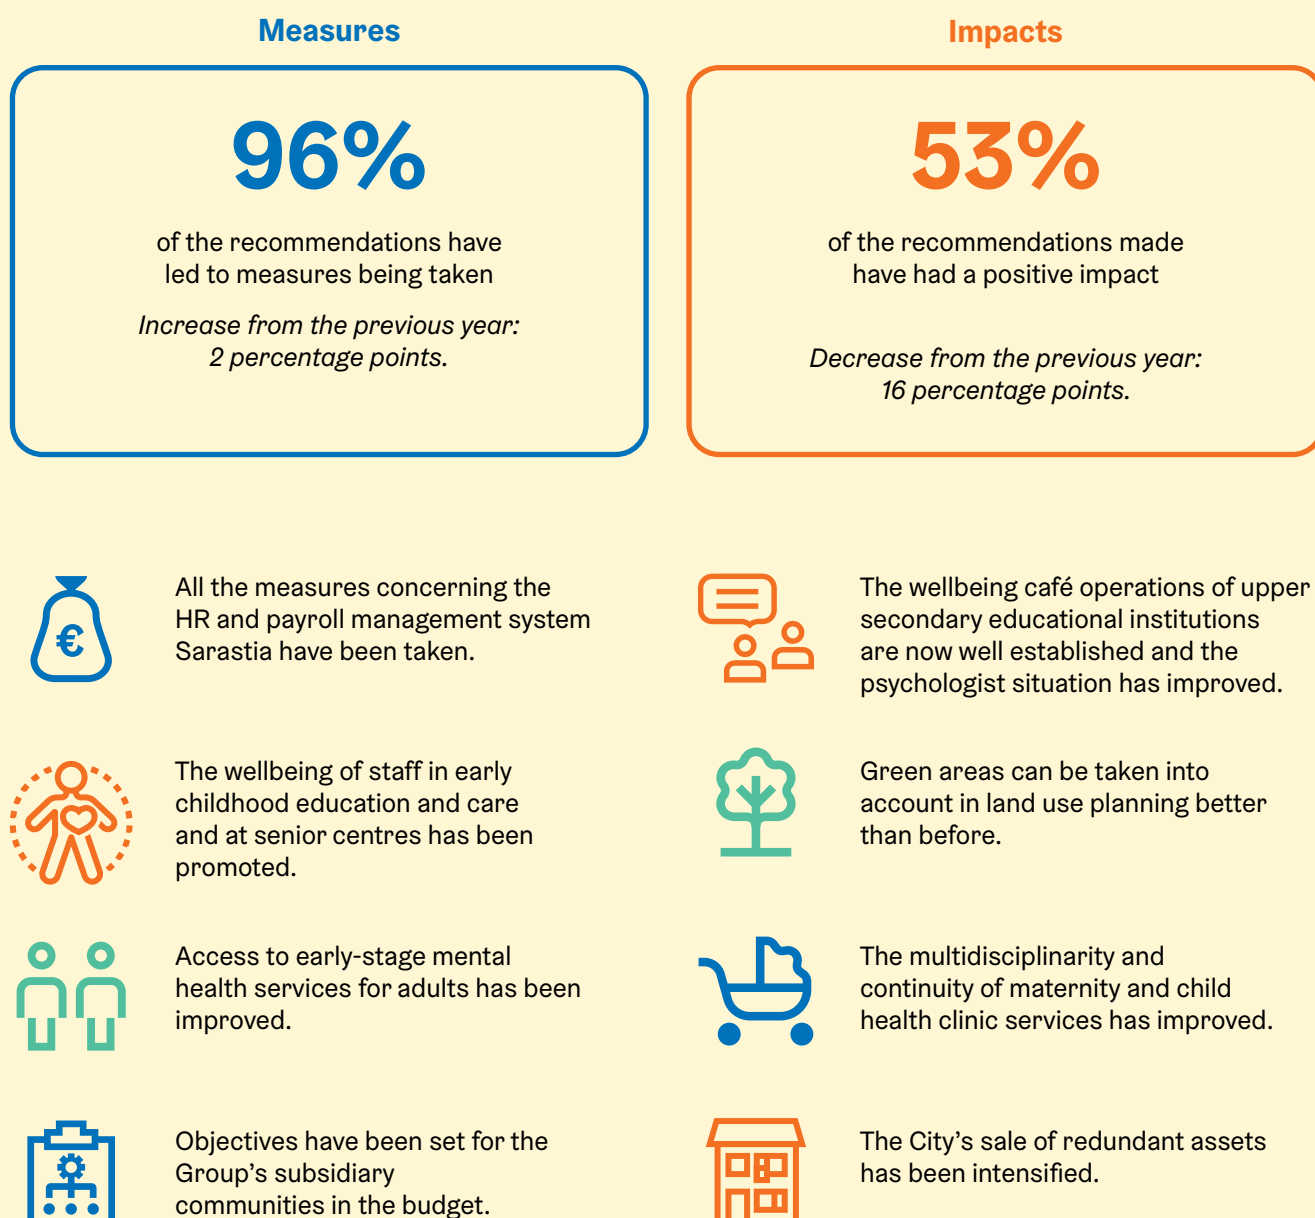 Measures
96%
of the recommendations have
led to measures being taken
Increase from the previous year:
2 percentage points.
Impacts
53%
of the recommendations made
have had a positive impact
Decrease from the previous year:
16 percentage points.
€
All the measures concerning the
HR and payroll management system
Sarastia have been taken.
The wellbeing of staff in early
childhood education and care
and at senior centres has been
promoted.
Access to early-stage mental
health services for adults has been
improved.
Objectives have been set for the
Group's subsidiary
communities in the budget.
The wellbeing café operations of upper
secondary educational institutions
are now well established and the
psychologist situation has improved.
Green areas can be taken into
account in land use planning better
than before.
The multidisciplinarity and
continuity of maternity and child
health clinic services has improved.
The City's sale of redundant assets
has been intensified.